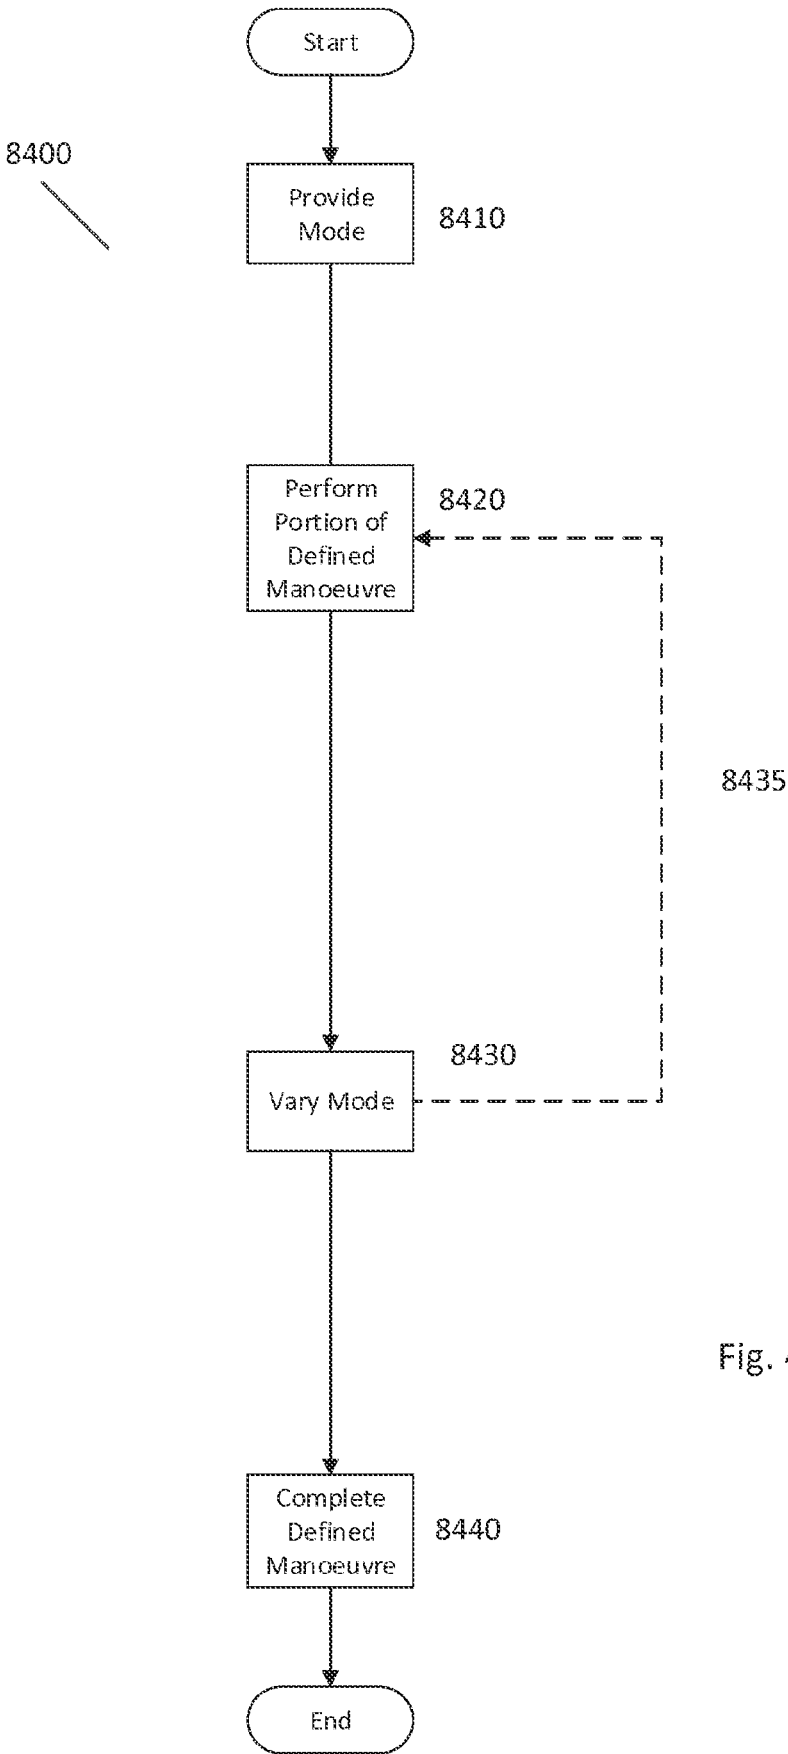 Start
8400
Provide
Mode
8410
Perform
Portion of
Defined
Manoeuvre
8420
8435
8430
Vary Mode
Fig.
Complete
Defined
Manoeuvre
8440
End